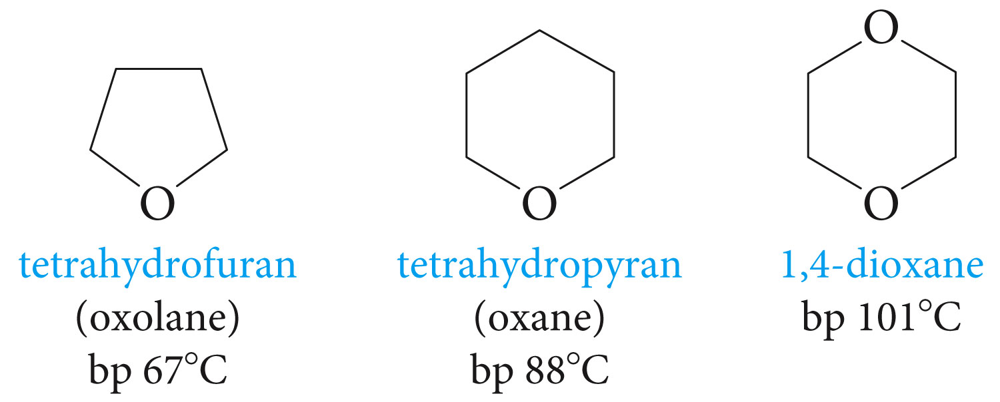 O
tetrahydrofuran
(oxolane)
bp 67°C
O
tetrahydropyran
(oxane)
bp 88°C
O
O
1,4-dioxane
bp 101°C